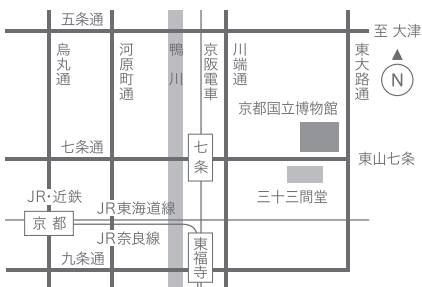 五条通
至 大津
烏丸通
河原町通
鴨川
京阪電車
川端通
東大路通
N
京都国立博物館
七条通
七条
東山七条
三十三間堂
JR・近鉄
京都
JR東海道線
JR奈良線
東福寺
九条通